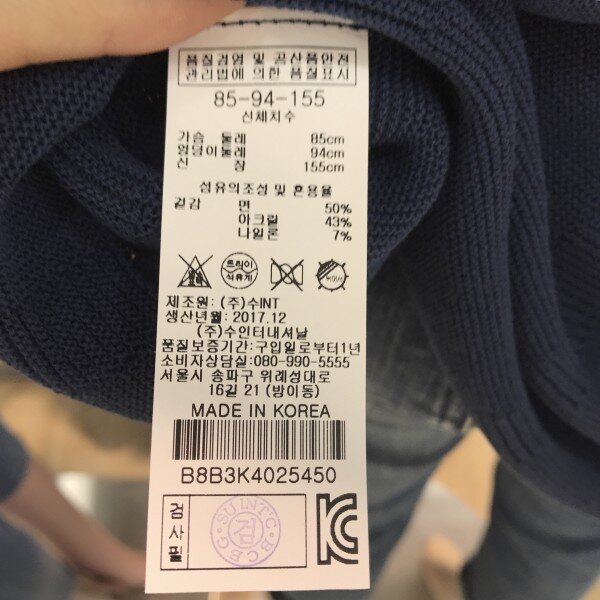 품질경영 및 공산품안전
관리법에 의한 품질표시
85-94-155
신체치수
가슴 둘레 85cm
엉덩이둘레 94cm
신 장 155cm
섬유의조성 및 혼용율
겉감 면 50%
아크릴 43%
나일론 7%
드라이
석유계
제조원: (주)수INT
생산년월: 2017.12
(주)수인터내셔날
품질보증기간:구입일로부터1년
소비자상담실:080-990-5555
서울시 송파구 위례성대로
16길 21 (방이동)
MADE IN KOREA
B8B3K4025450
검사필
SU INT. C. B.C.B.G.
검